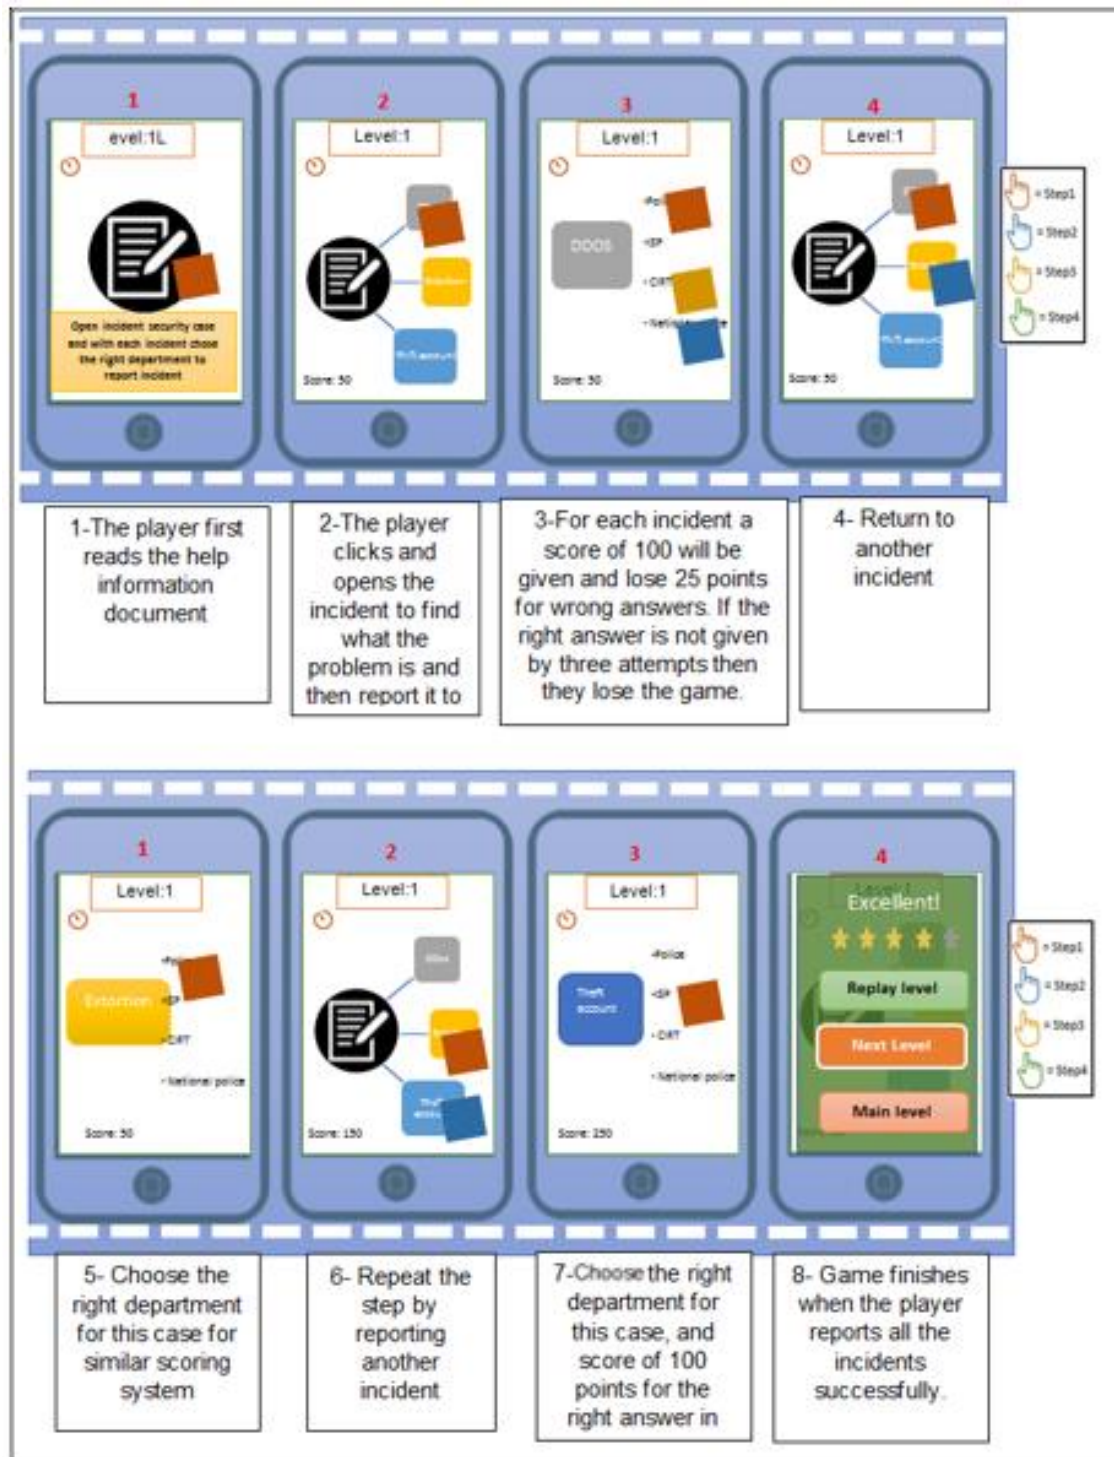 1
2
3
4
evel:1L
Level:1
Level:1
Level:1
Open incident security case
and with each incident chose
the right department to
report incident
Score: 50
DDOS
-ISP
Score: 50
Score: 50
= Step1
= Step2
= Step3
= Step4
1-The player first
reads the help
information
document
2-The player
clicks and
opens the
incident to find
what the
problem is and
then report it to
3-For each incident a
score of 100 will be
given and lose 25 points
for wrong answers. If the
right answer is not given
by three attempts then
they lose the game.
4- Return to
another
incident
1
2
3
4
Level:1
Level:1
Level:1
Extortion
- National police
Score: 50
Score: 150
Theft
account
-Police
-ISP
- CIRT
- National police
Score: 250
Excellent!
Replay level
Next Level
Main level
= Step1
= Step2
= Step3
= Step4
5- Choose the
right department
for this case for
similar scoring
system
6- Repeat the
step by
reporting
another
incident
7-Choose the right
department for
this case, and
score of 100
points for the
right answer in
8- Game finishes
when the player
reports all the
incidents
successfully.